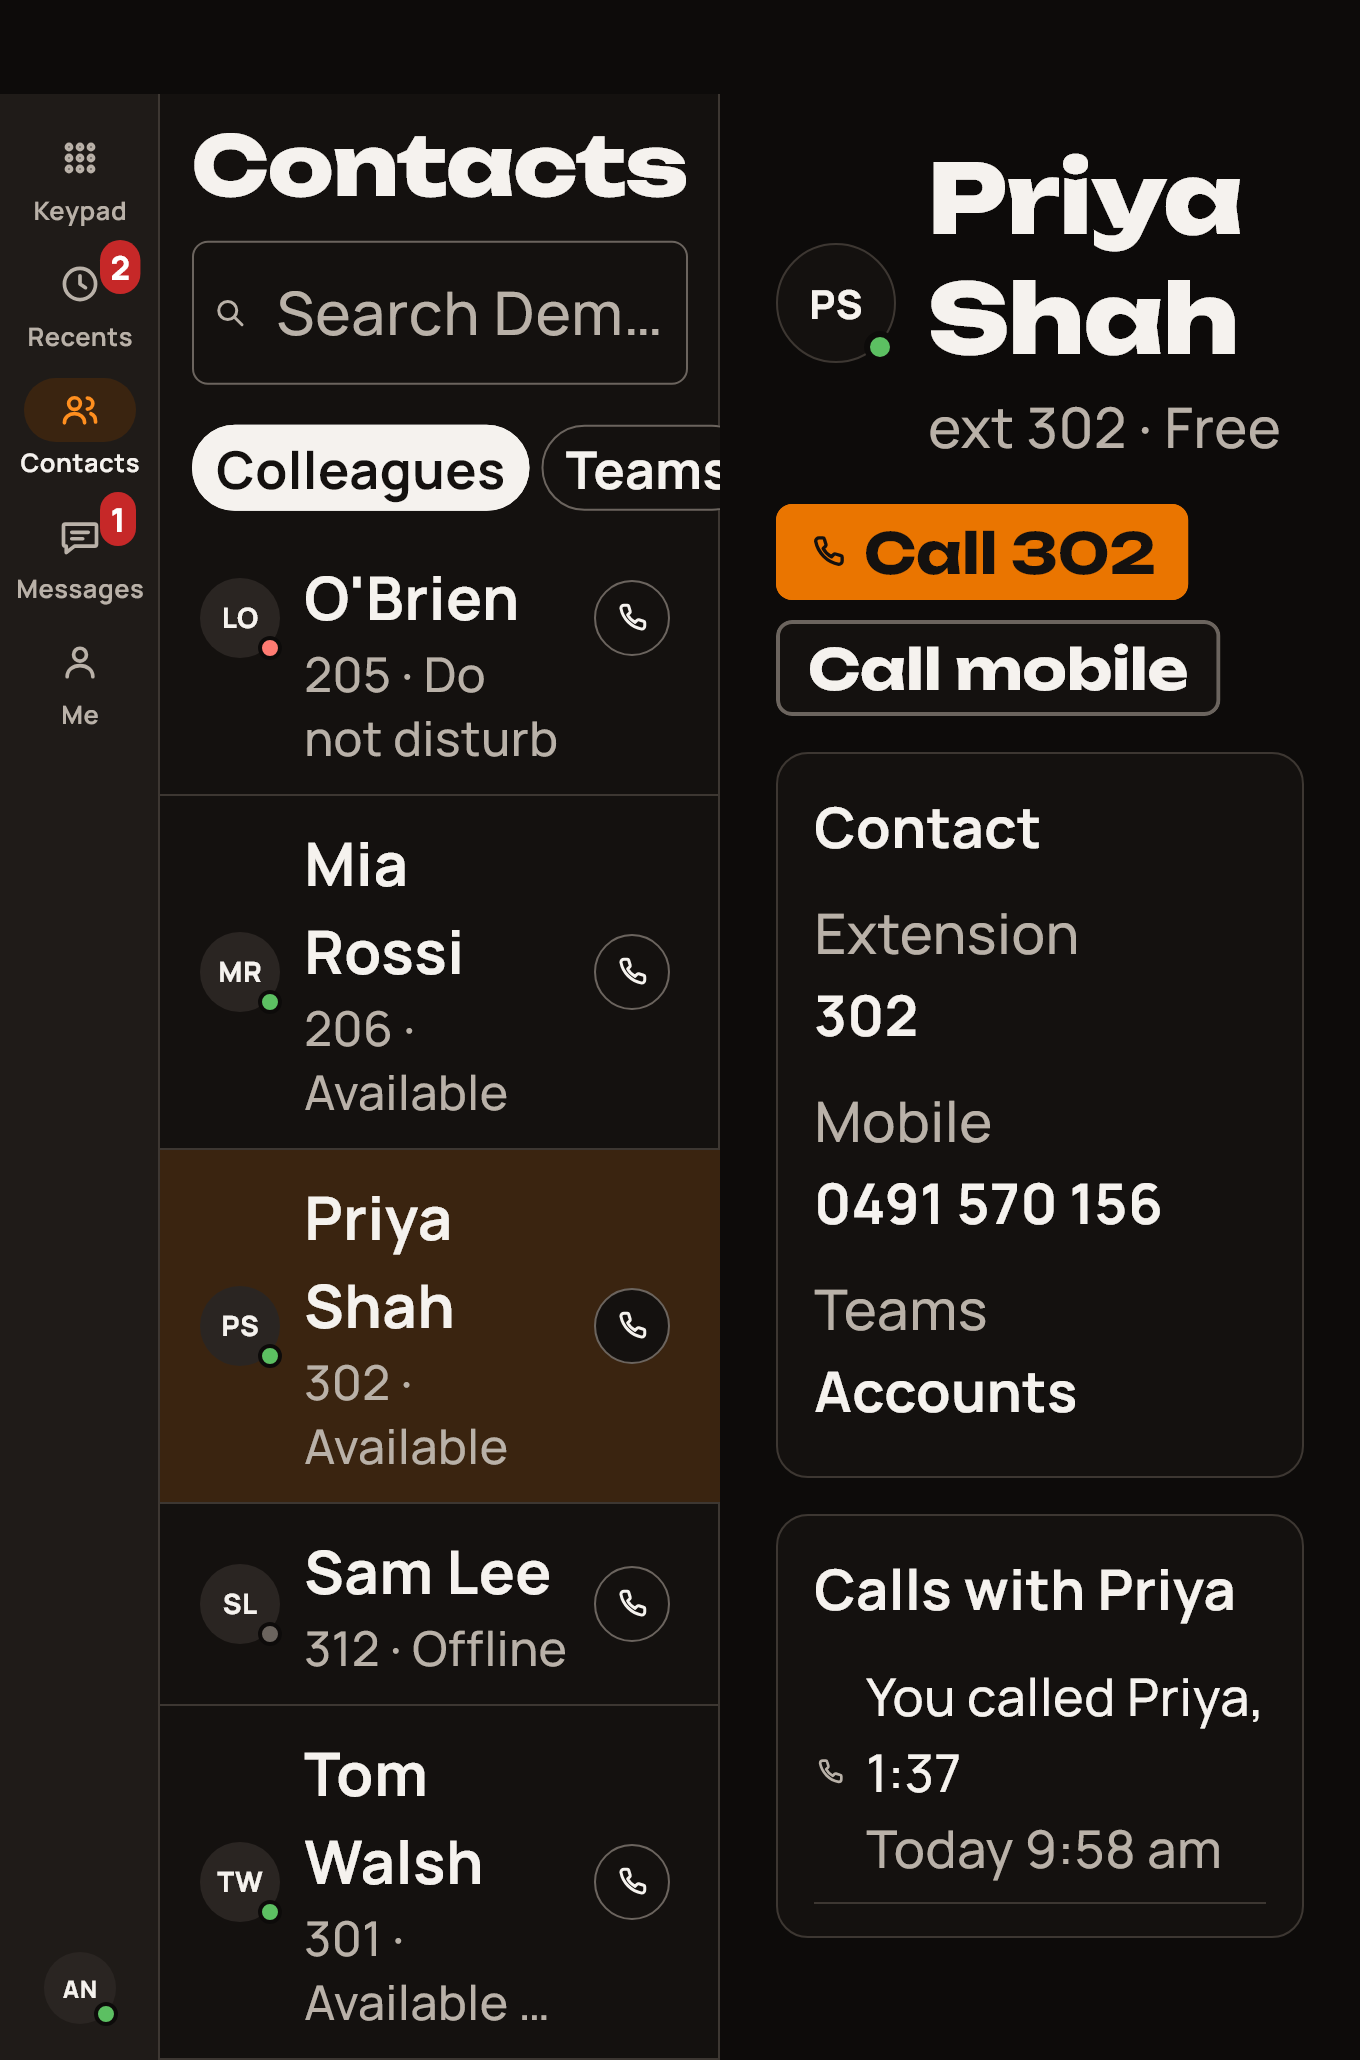 Keypad
2
Recents
Contacts
1
Messages
Me
AN
Contacts
Search Dem...
Colleagues
Teams
LO
O'Brien
205 · Do
not disturb
MR
Mia
Rossi
206 ·
Available
PS
Priya
Shah
302 ·
Available
SL
Sam Lee
312 · Offline
TW
Tom
Walsh
301 ·
Available ...
PS
Priya
Shah
ext 302 · Free
Call 302
Call mobile
Contact
Extension
302
Mobile
0491 570 156
Teams
Accounts
Calls with Priya
You called Priya,
1:37
Today 9:58 am